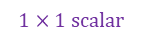 1 × 1 scalar